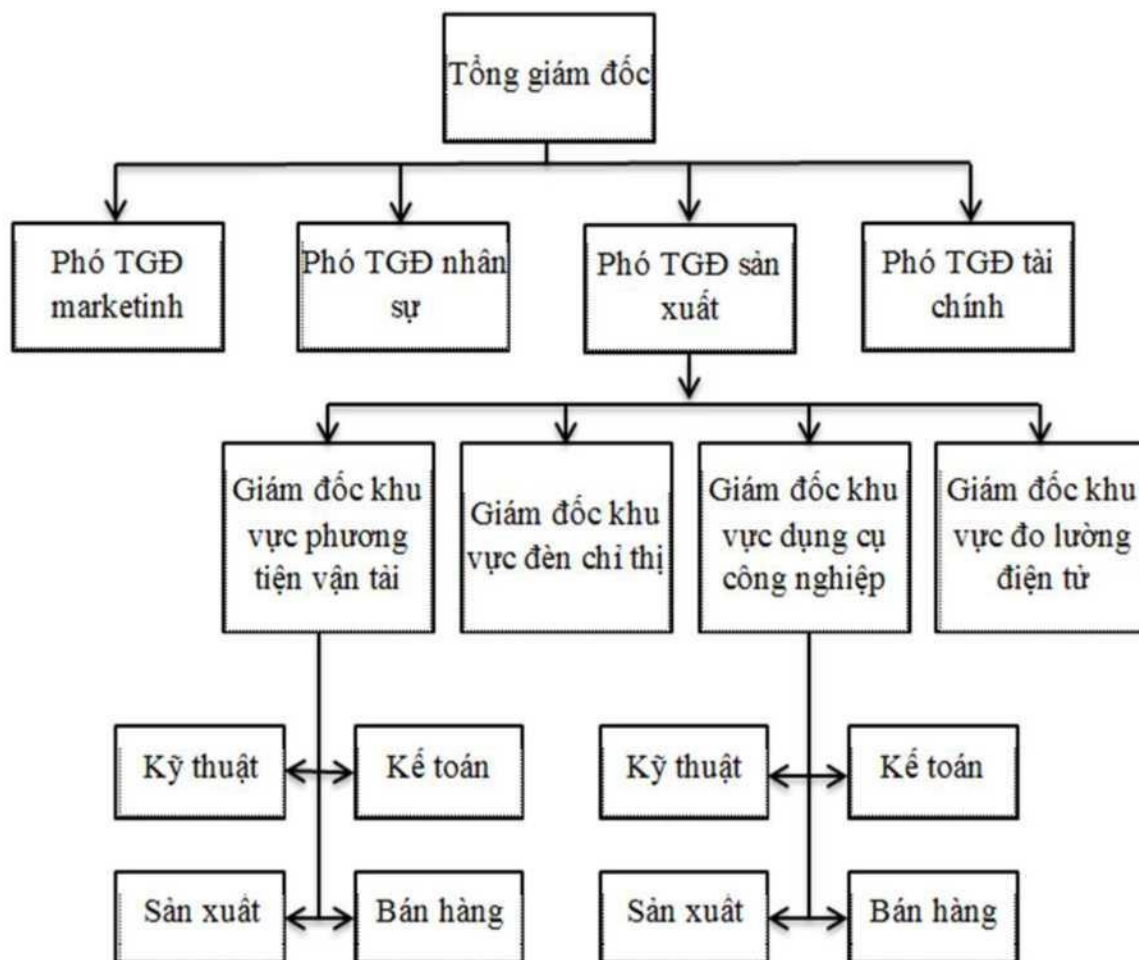 Tổng giám đốc
Phó TGĐ
marketinh
Phó TGĐ nhân
sự
Phó TGĐ sản
xuất
Phó TGĐ tài
chính
Giám đốc khu
vực phương
tiện vận tải
Giám đốc khu
vực đèn chỉ thị
Giám đốc khu
vực dụng cụ
công nghiệp
Giám đốc khu
vực đo lường
điện tử
Kỹ thuật
Kế toán
Kỹ thuật
Kế toán
Sản xuất
Bán hàng
Sản xuất
Bán hàng